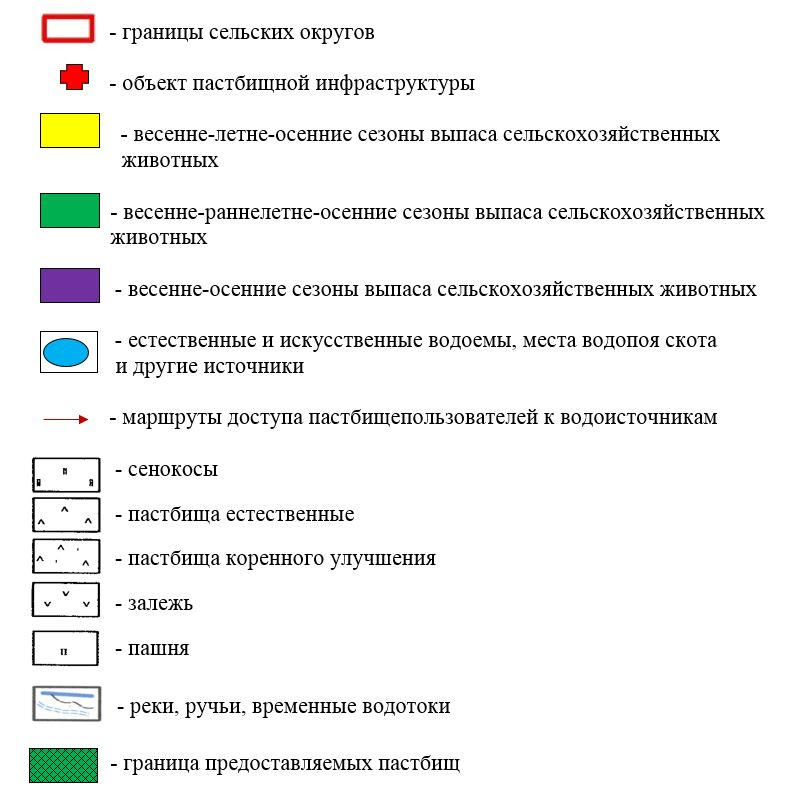 - границы сельских округов
- объект пастбищной инфраструктуры
- весенне-летне-осенние сезоны выпаса сельскохозяйственных
животных
- весенне-раннелетне-осенние сезоны выпаса сельскохозяйственных
животных
- весенне-осенние сезоны выпаса сельскохозяйственных животных
- естественные и искусственные водоемы, места водопоя скота
и другие источники
- маршруты доступа пастбищепользователей к водоисточникам
- сенокосы
- пастбища естественные
- пастбища коренного улучшения
- залежь
- пашня
- реки, ручьи, временные водотоки
- граница предоставляемых пастбищ